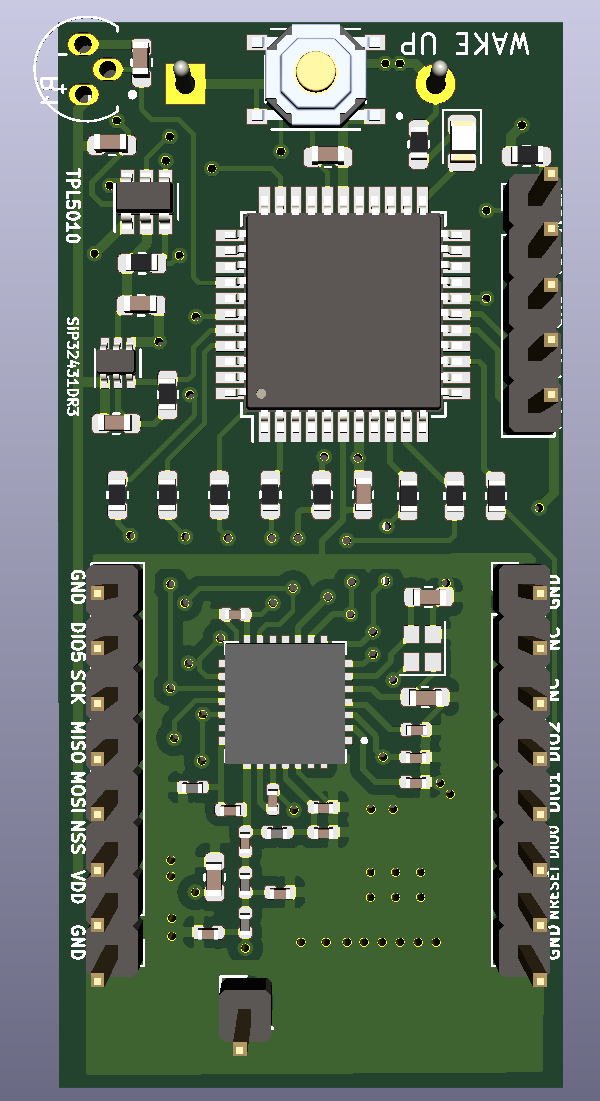 WAKE UP
B+
-
TPL5010
SIP32431DR3
GND
DIO5
SCK
MISO
MOSI
NSS
VDD
GND
GND
NC
NC
DIO2
DIO1
DIO0
NRESET
GND